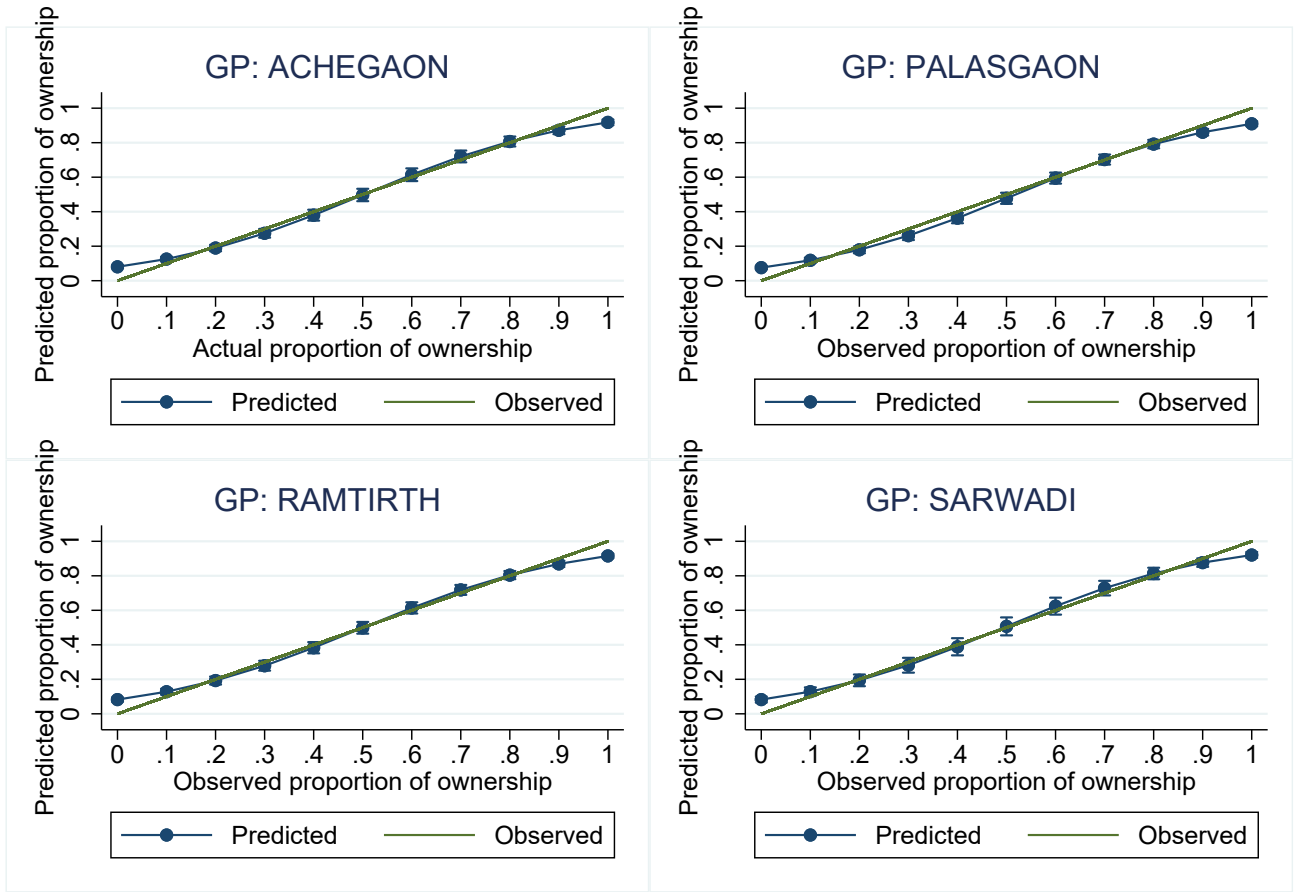 GP: ACHEGAON
Predicted proportion of ownership
1
.8
.6
.4
.2
0
0 .1 .2 .3 .4 .5 .6 .7 .8 .9 1
Actual proportion of ownership
Predicted Observed
GP: PALASGAON
Predicted proportion of ownership
1
.8
.6
.4
.2
0
0 .1 .2 .3 .4 .5 .6 .7 .8 .9 1
Observed proportion of ownership
Predicted Observed
GP: RAMTIRTH
Predicted proportion of ownership
1
.8
.6
.4
.2
0
0 .1 .2 .3 .4 .5 .6 .7 .8 .9 1
Observed proportion of ownership
Predicted Observed
GP: SARWADI
Predicted proportion of ownership
1
.8
.6
.4
.2
0
0 .1 .2 .3 .4 .5 .6 .7 .8 .9 1
Observed proportion of ownership
Predicted Observed